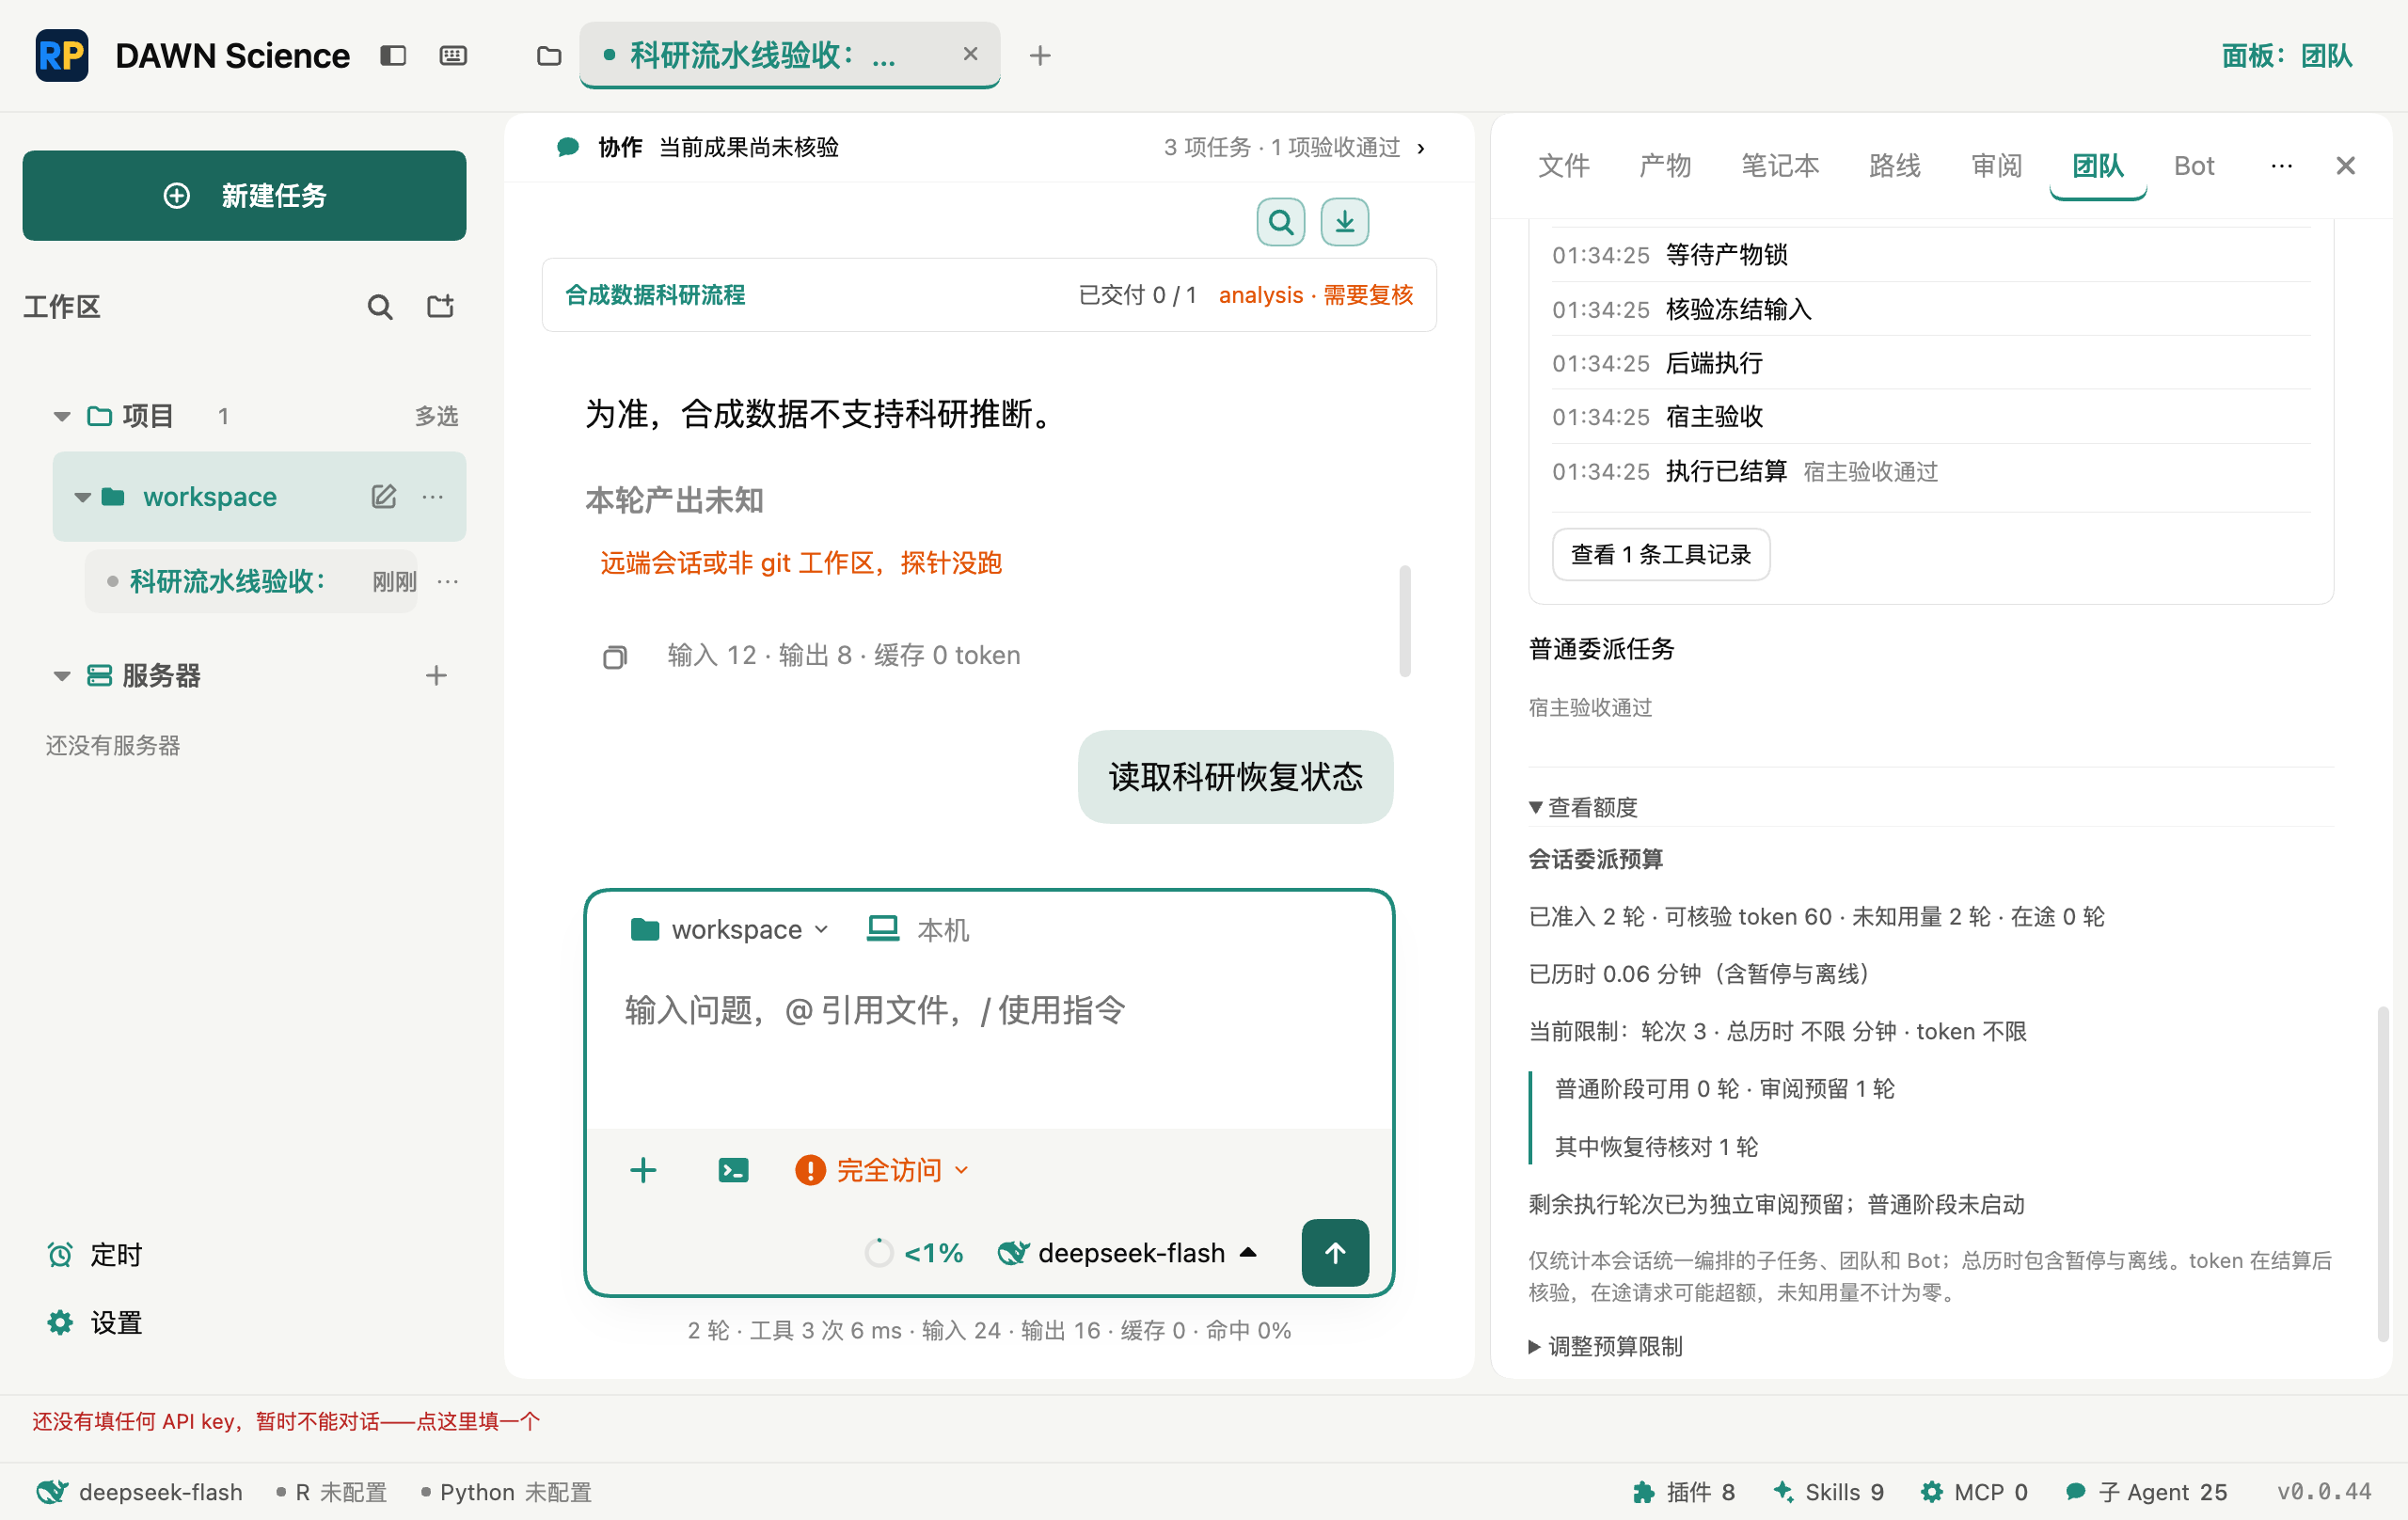 RP DAWN Science
科研流水线验收：...
面板：团队
新建任务
工作区
项目 1 多选
workspace
科研流水线验收： 刚刚
服务器
还没有服务器
定时
设置
协作 当前成果尚未核验 3 项任务 · 1 项验收通过 ›
合成数据科研流程 已交付 0 / 1 analysis · 需要复核
为准，合成数据不支持科研推断。
本轮产出未知
远端会话或非 git 工作区，探针没跑
输入 12 · 输出 8 · 缓存 0 token
读取科研恢复状态
workspace 本机
输入问题，@ 引用文件，/ 使用指令
完全访问
<1% deepseek-flash
2 轮 · 工具 3 次 6 ms · 输入 24 · 输出 16 · 缓存 0 · 命中 0%
文件 产物 笔记本 路线 审阅 团队 Bot ...
01:34:25 等待产物锁
01:34:25 核验冻结输入
01:34:25 后端执行
01:34:25 宿主验收
01:34:25 执行已结算 宿主验收通过
查看 1 条工具记录
普通委派任务
宿主验收通过
查看额度
会话委派预算
已准入 2 轮 · 可核验 token 60 · 未知用量 2 轮 · 在途 0 轮
已历时 0.06 分钟（含暂停与离线）
当前限制：轮次 3 · 总历时 不限 分钟 · token 不限
普通阶段可用 0 轮 · 审阅预留 1 轮
其中恢复待核对 1 轮
剩余执行轮次已为独立审阅预留；普通阶段未启动
仅统计本会话统一编排的子任务、团队和 Bot；总历时包含暂停与离线。token 在结算后
核验，在途请求可能超额，未知用量不计为零。
调整预算限制
还没有填任何 API key，暂时不能对话——点这里填一个
deepseek-flash R 未配置 Python 未配置
插件 8 Skills 9 MCP 0 子 Agent 25 v0.0.44